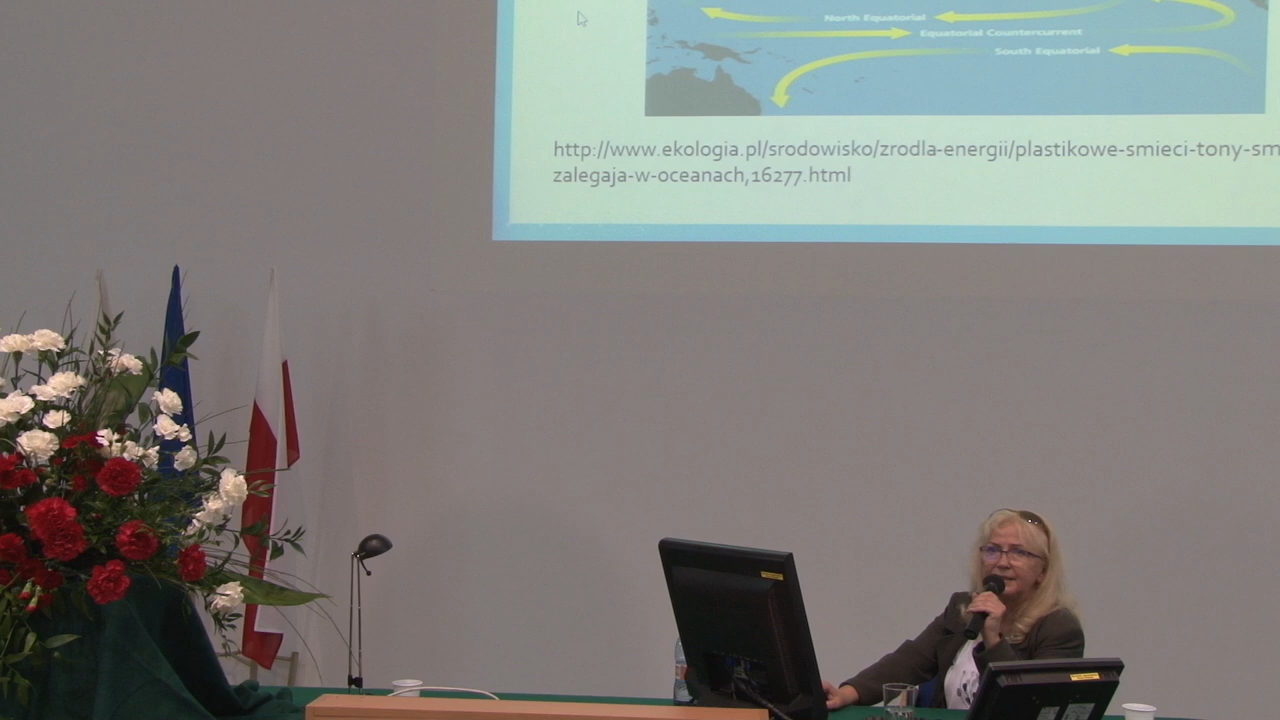 North Equatorial
Equatorial Countercurrent
South Equatorial
http://www.ekologia.pl/srodowisko/zrodla-energii/plastikowe-smieci-tony-sm
zalegaja-w-oceanach,16277.html